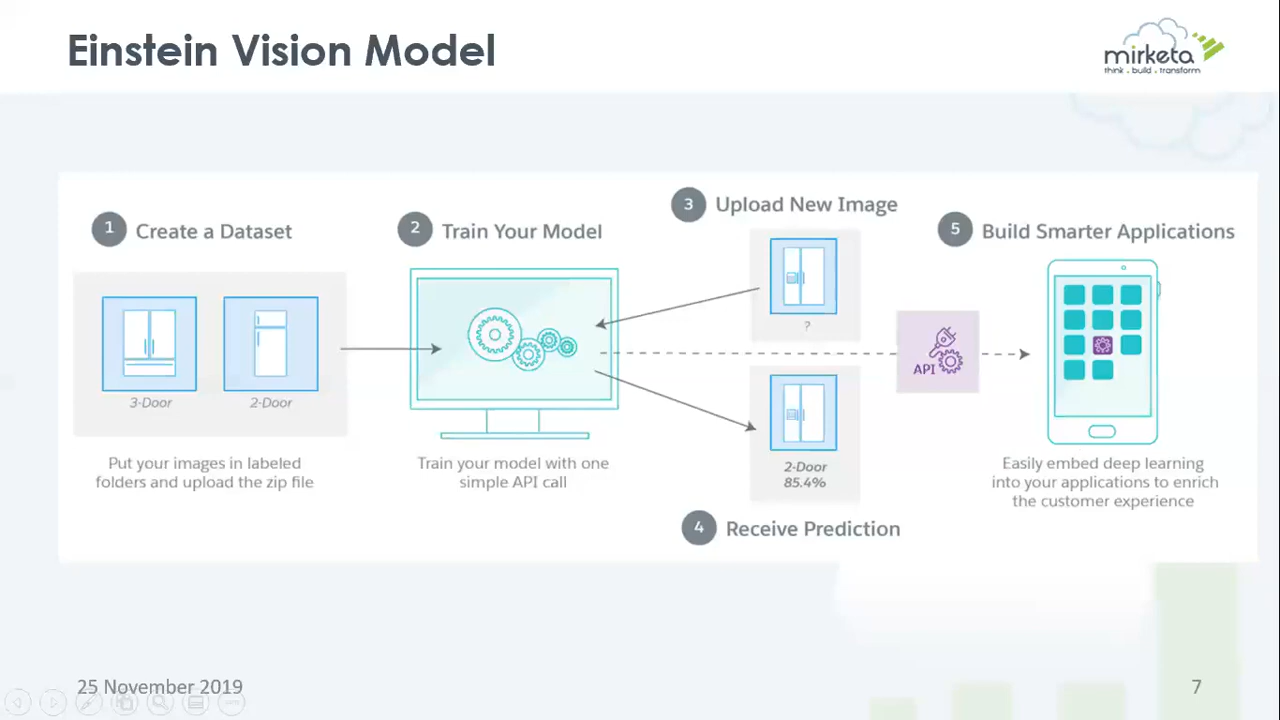 Einstein Vision Model
mirketa
think . build . transform
1 Create a Dataset
3-Door
2-Door
Put your images in labeled
folders and upload the zip file
2 Train Your Model
Train your model with one
simple API call
3 Upload New Image
?
2-Door
85.4%
4 Receive Prediction
API
5 Build Smarter Applications
Easily embed deep learning
into your applications to enrich
the customer experience
25 November 2019
7